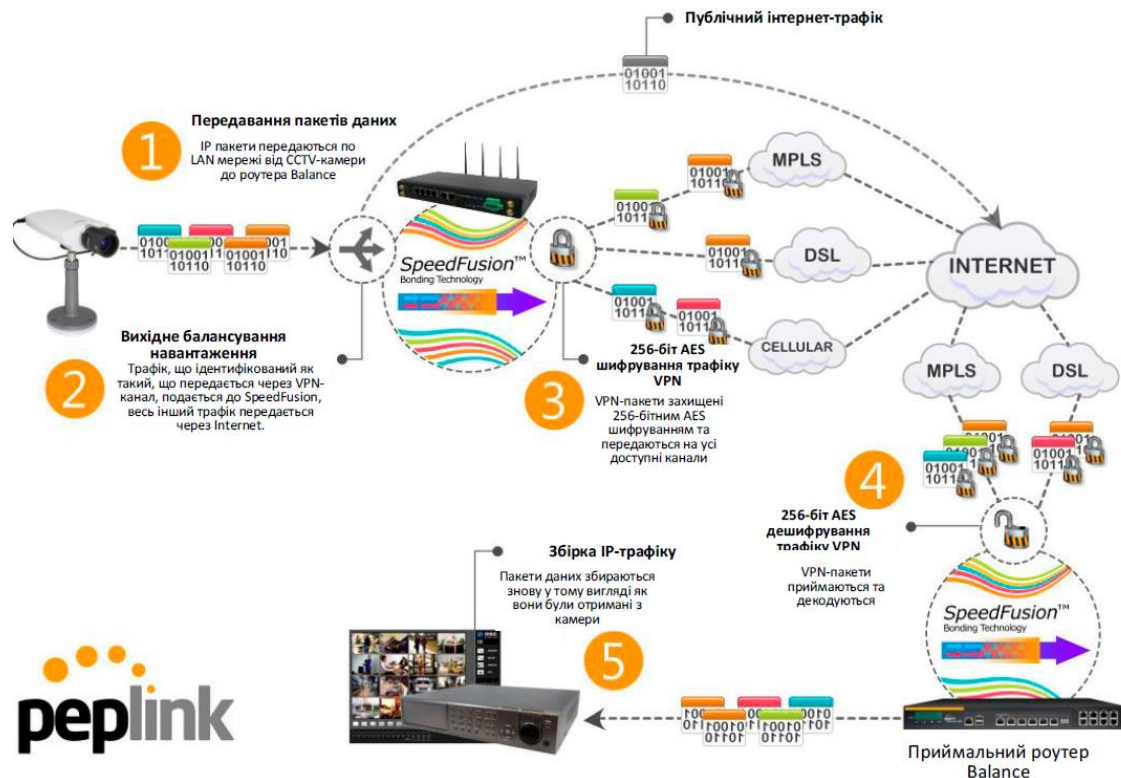 Публічний інтернет-трафік
01001
10110
1
Передавання пакетів даних
IP пакети передаються по
LAN мережі від CCTV-камери
до роутера Balance
MPLS
DSL
CELLULAR
INTERNET
SpeedFusion™
Bonding Technology
2
Вихідне балансування
навантаження
Трафік, що ідентифікований як
такий, що передається через VPN-
канал, подається до SpeedFusion,
весь інший трафік передається
через Internet.
3
256-біт AES
шифрування трафіку
VPN
VPN-пакети захищені
256-бітним AES
шифруванням та
передаються на усі
доступні канали
MPLS
DSL
4
256-біт AES
дешифрування
трафіку VPN
VPN-пакети
приймаються та
декодуються
SpeedFusion™
Bonding Technology
Збірка IP-трафіку
Пакети даних збираються
знову у тому вигляді як
вони були отримані з
камери
5
peplink
Приймальний роутер
Balance